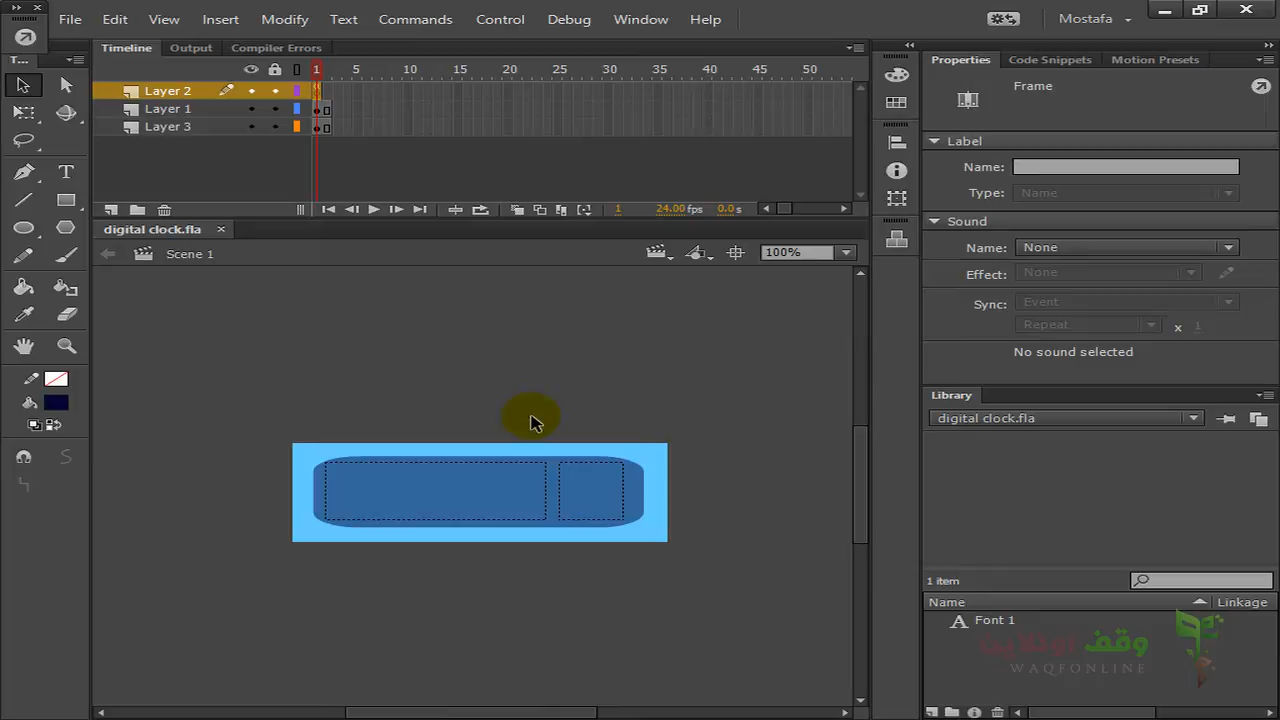 File Edit View Insert Modify Text Commands Control Debug Window Help
Mostafa
T...
Timeline Output Compiler Errors
1 5 10 15 20 25 30 35 40 45 50
Layer 2
Layer 1
Layer 3
1 24.00 fps 0.0 s
digital clock.fla
Scene 1
100%
Properties Code Snippets Motion Presets
Frame
Label
Name:
Type: Name
Sound
Name: None
Effect: None
Sync: Event
Repeat x 1
No sound selected
Library
digital clock.fla
1 item
Name Linkage
A Font 1
وقف أونلاين
WAQFONLINE